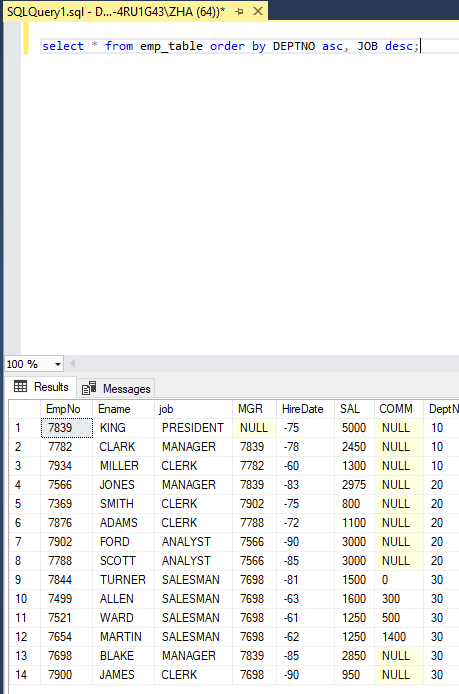 SQLQuery1.sql - D...-4RU1G43\ZHA (64))*
select * from emp_table order by DEPTNO asc, JOB desc;
100 %
Results Messages
EmpNo Ename job MGR HireDate SAL COMM DeptN
1 7839 KING PRESIDENT NULL -75 5000 NULL 10
2 7782 CLARK MANAGER 7839 -78 2450 NULL 10
3 7934 MILLER CLERK 7782 -60 1300 NULL 10
4 7566 JONES MANAGER 7839 -83 2975 NULL 20
5 7369 SMITH CLERK 7902 -75 800 NULL 20
6 7876 ADAMS CLERK 7788 -72 1100 NULL 20
7 7902 FORD ANALYST 7566 -90 3000 NULL 20
8 7788 SCOTT ANALYST 7566 -85 3000 NULL 20
9 7844 TURNER SALESMAN 7698 -81 1500 0 30
10 7499 ALLEN SALESMAN 7698 -63 1600 300 30
11 7521 WARD SALESMAN 7698 -61 1250 500 30
12 7654 MARTIN SALESMAN 7698 -62 1250 1400 30
13 7698 BLAKE MANAGER 7839 -85 2850 NULL 30
14 7900 JAMES CLERK 7698 -90 950 NULL 30